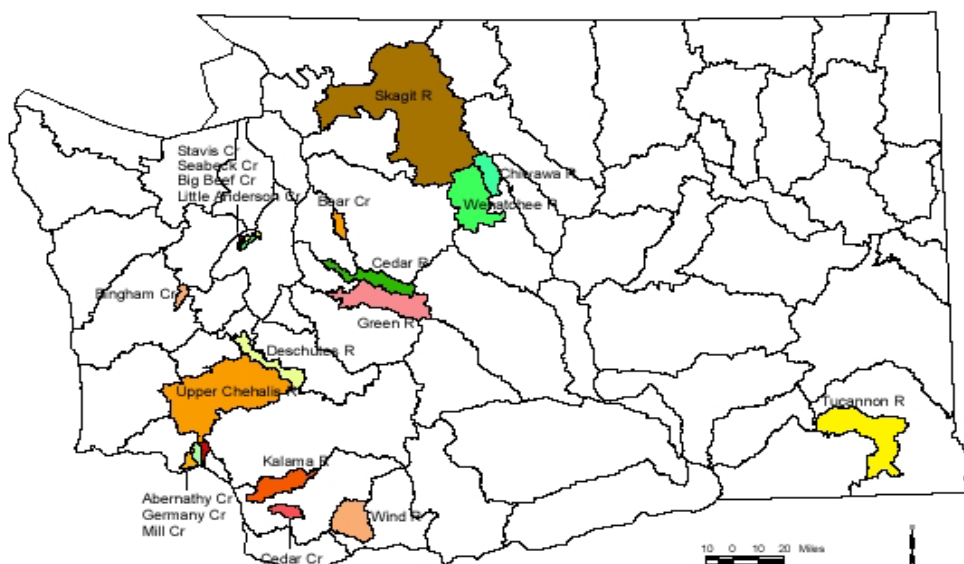 Skagit R
Stavis Cr
Seabeck Cr
Big Beef Cr
Little Anderson Cr
Chiwawa R
Wenatchee R
Bear Cr
Cedar R
Bingham Cr
Green R
Deschutes R
Upper Chehalis R
Tucannon R
Kalama R
Abernathy Cr
Germany Cr
Mill Cr
Wind R
Cedar Cr
10 0 10 20 Miles